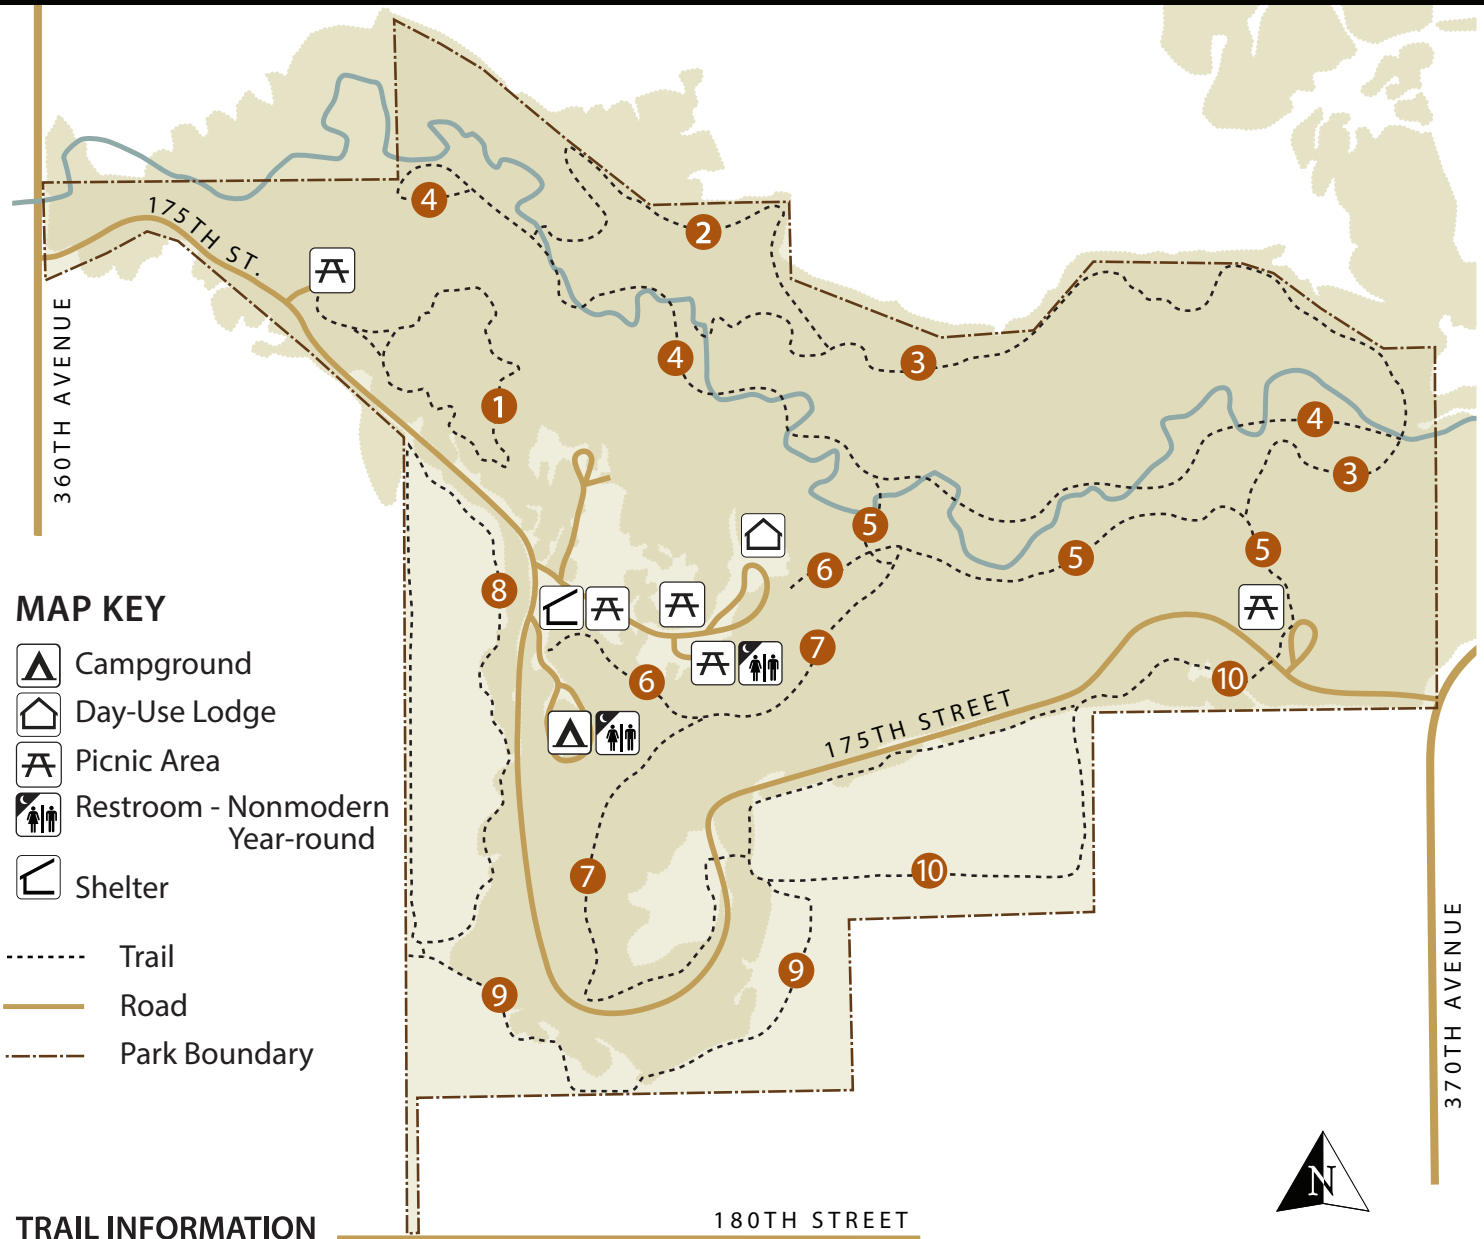 4
2
175TH ST.
4
3
360TH AVENUE
1
4
3
5
5
5
6
8
7
6
10
175TH STREET
MAP KEY
Campground
Day-Use Lodge
Picnic Area
Restroom - Nonmodern
Year-round
Shelter
Trail
Road
Park Boundary
7
10
9
9
370TH AVENUE
N
180TH STREET
TRAIL INFORMATION